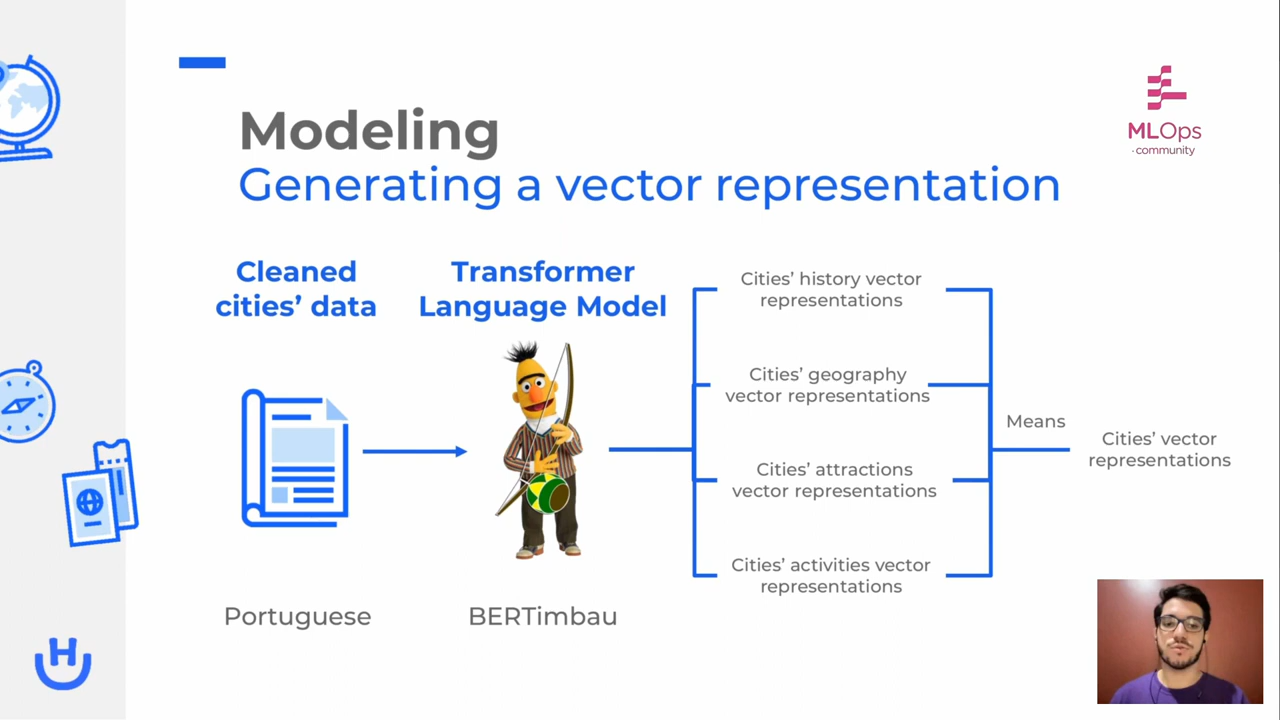 MLOps
community
Modeling
Generating a vector representation
Cleaned
cities’ data
Transformer
Language Model
Portuguese
BERTimbau
Cities’ history vector
representations
Cities’ geography
vector representations
Cities’ attractions
vector representations
Cities’ activities vector
representations
Means
Cities’ vector
representations
H